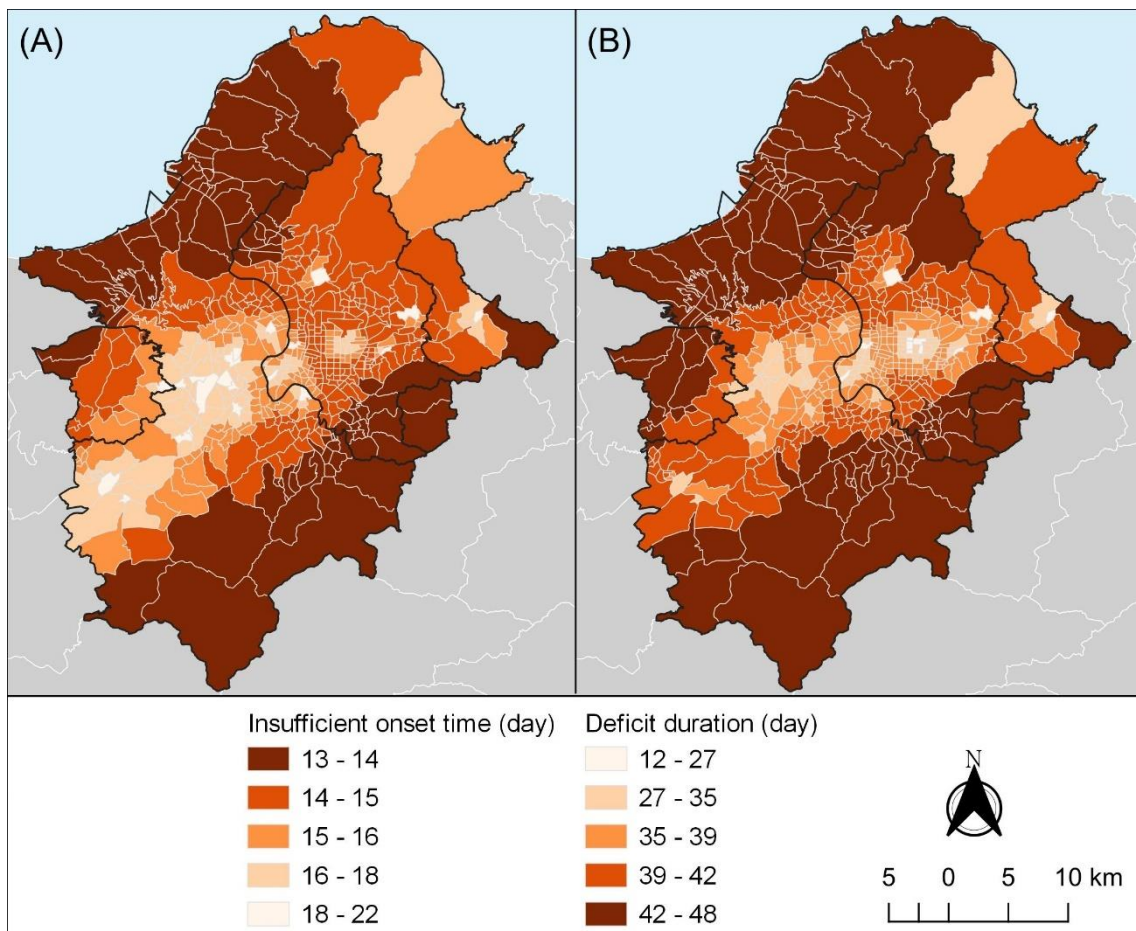 (A)
(B)
Insufficient onset time (day)
13 - 14
14 - 15
15 - 16
16 - 18
18 - 22
Deficit duration (day)
12 - 27
27 - 35
35 - 39
39 - 42
42 - 48
N
5 0 5 10 km